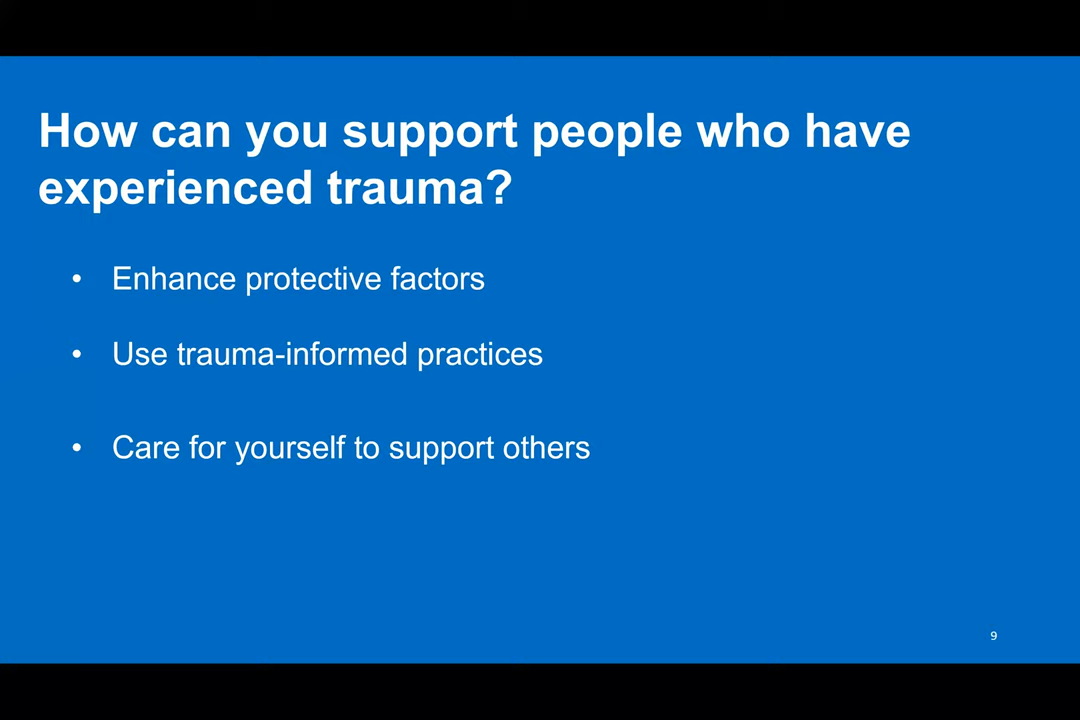 How can you support people who have
experienced trauma?
• Enhance protective factors
• Use trauma-informed practices
• Care for yourself to support others
9